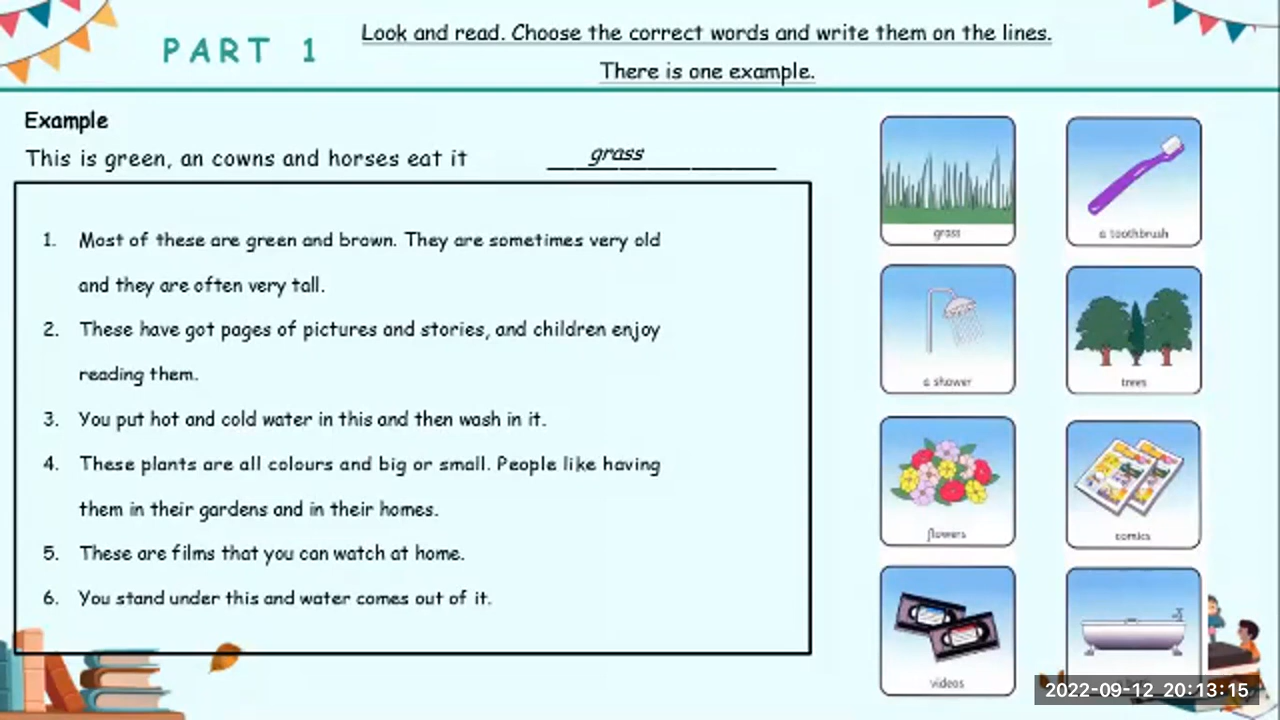 PART 1
Look and read. Choose the correct words and write them on the lines.
There is one example.
Example
This is green, an cowns and horses eat it
grass
1. Most of these are green and brown. They are sometimes very old
and they are often very tall.
2. These have got pages of pictures and stories, and children enjoy
reading them.
3. You put hot and cold water in this and then wash in it.
4. These plants are all colours and big or small. People like having
them in their gardens and in their homes.
5. These are films that you can watch at home.
6. You stand under this and water comes out of it.
grass
a toothbrush
a shower
trees
flowers
comics
videos
2022-09-12 20:13:15